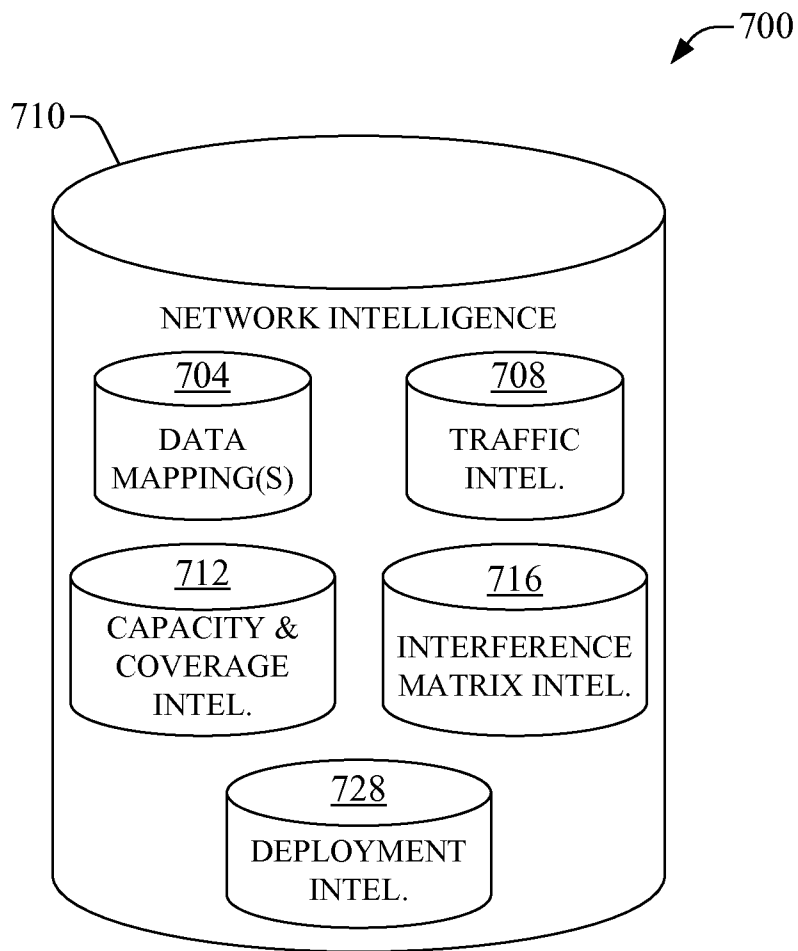 700
710
NETWORK INTELLIGENCE
704
DATA
MAPPING(S)
708
TRAFFIC
INTEL.
712
CAPACITY &
COVERAGE
INTEL.
716
INTERFERENCE
MATRIX INTEL.
728
DEPLOYMENT
INTEL.